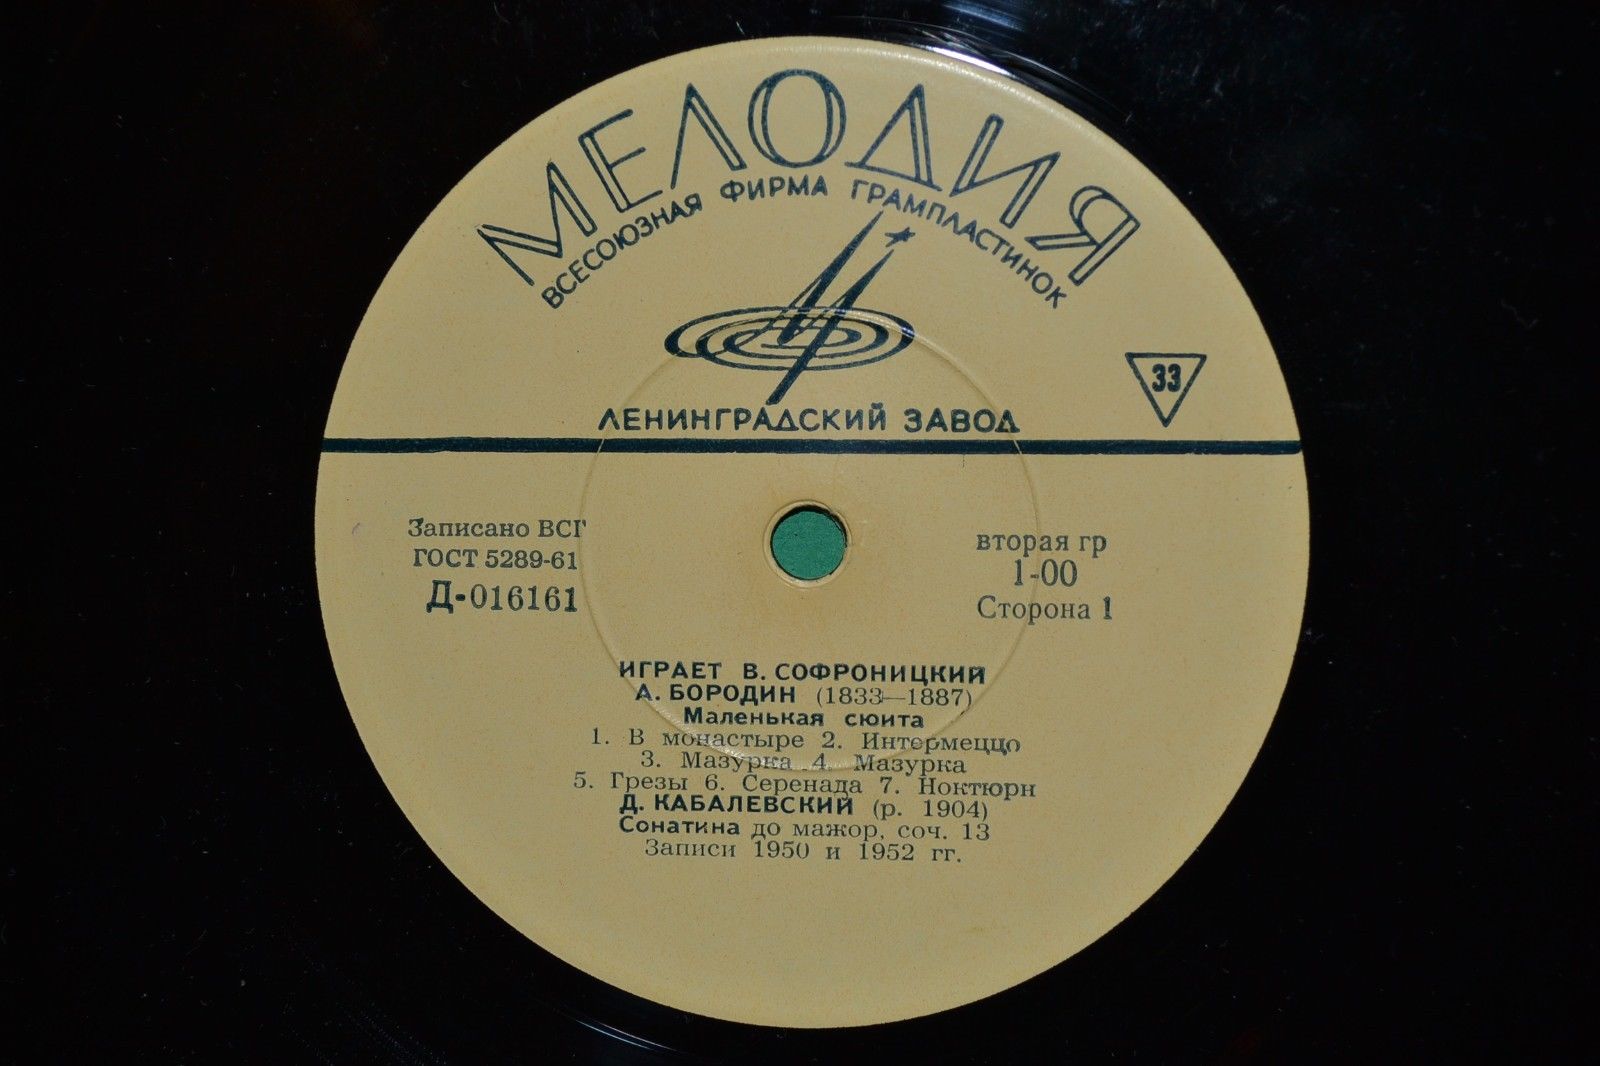 МЕЛОДИЯ
ВСЕСОЮЗНАЯ ФИРМА ГРАМПЛАСТИНОК
33
ЛЕНИНГРАДСКИЙ ЗАВОД
Записано ВСГ
ГОСТ 5289-61
Д-016161
вторая гр
1-00
Сторона 1
ИГРАЕТ В. СОФРОНИЦКИЙ
А. БОРОДИН (1833—1887)
Маленькая сюита
1. В монастыре 2. Интермеццо
3. Мазурка 4. Мазурка
5. Грезы 6. Серенада 7. Ноктюрн
Д. КАБАЛЕВСКИЙ (р. 1904)
Сонатина до мажор, соч. 13
Записи 1950 и 1952 гг.